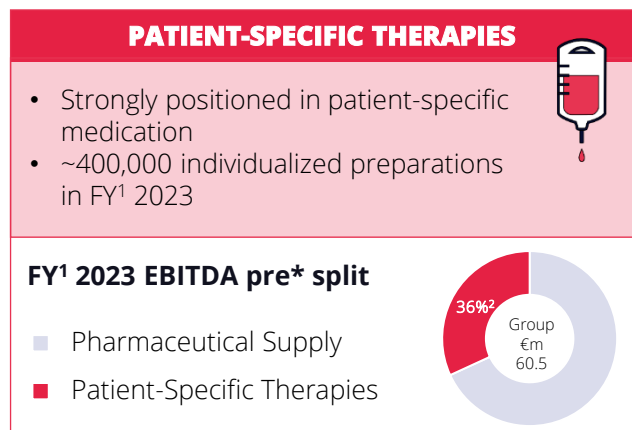 PATIENT-SPECIFIC THERAPIES
• Strongly positioned in patient-specific
medication
• ~400,000 individualized preparations
in FY¹ 2023
FY¹ 2023 EBITDA pre* split
Pharmaceutical Supply
Patient-Specific Therapies
36%²
Group
€m
60.5